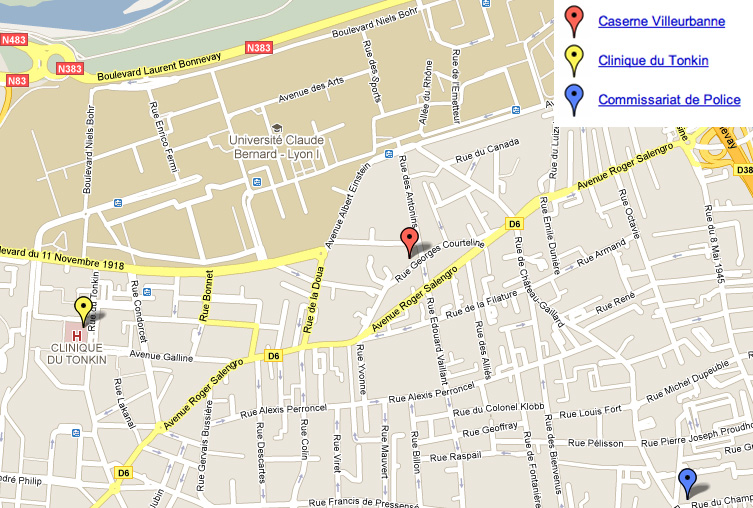 Caserne Villeurbanne
Clinique du Tonkin
Commissariat de Police
N483
N383
N383
N83
Boulevard Laurent Bonnevay
Boulevard Niels Bohr
Rue des Sports
Allée du Rhône
Rue de l'Emetteur
Avenue des Arts
Boulevard Niels Bohr
Rue Enrico Fermi
Université Claude
Bernard - Lyon I
Avenue Albert Einstein
Rue des Antonins
Rue du Canada
Avenue Roger Salengro
D38
D6
Rue Emile Dunière
Rue Octavie
Rue du 8 Mai 1945
Rue Georges Courteline
Rue de Château-Gaillard
Rue Armand
levard du 11 Novembre 1918
Rue du Tonkin
Rue Condorcet
Rue Bonnet
Rue de la Doua
Avenue Roger Salengro
Rue de la Filature
Rue René
H
CLINIQUE
DU TONKIN
Avenue Galline
D6
Rue Yvonne
Rue Edouard Vaillant
Rue des Alliés
Rue Michel Dupeuble
Avenue Roger Salengro
Rue Lakanal
Rue Gervais Bussière
Rue Alexis Perroncel
Rue Alexis Perroncel
Rue du Colonel Klobb
Rue Louis Fort
Rue Geoffray
Rue Pélisson
Rue Pierre Joseph Proudho
Rue Raspail
Rue Descartes
Rue Colin
Rue Viret
Rue Mauvert
Rue Billon
Rue de Fontanière
Rue des Bienvenus
D6
ndré Philip
ubin
Rue Francis de Pressensé
Rue du Champ